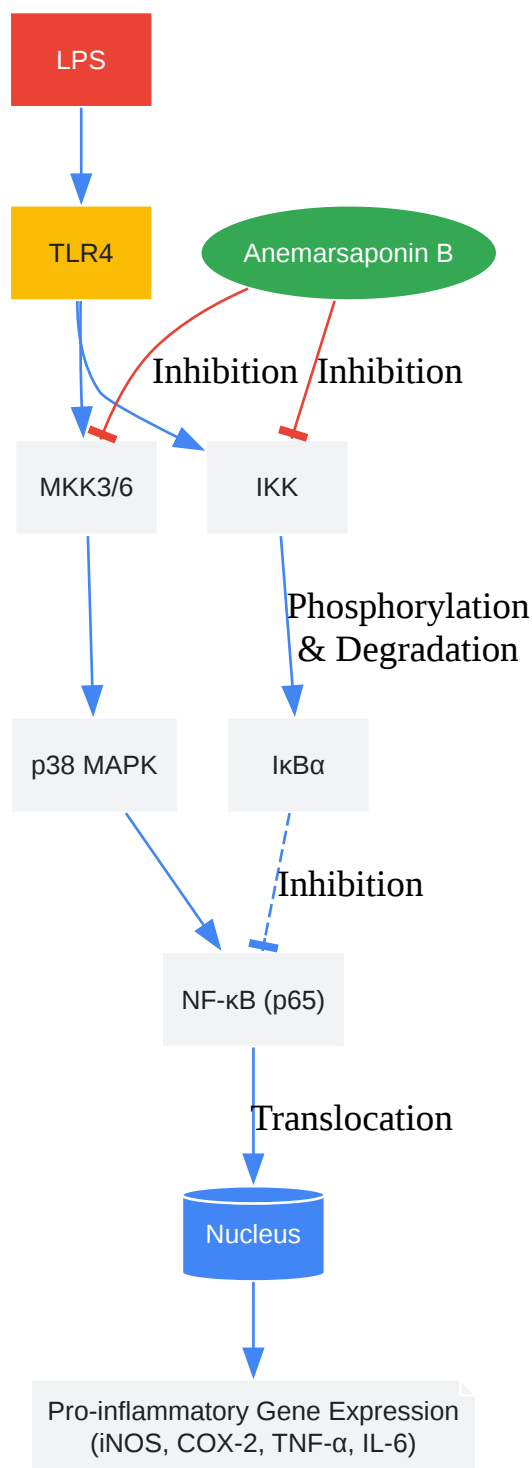 LPS
TLR4
Anemarsaponin B
Inhibition
Inhibition
MKK3/6
IKK
Phosphorylation
& Degradation
p38 MAPK
IκBα
Inhibition
NF-κB (p65)
Translocation
Nucleus
Pro-inflammatory Gene Expression
(iNOS, COX-2, TNF-α, IL-6)